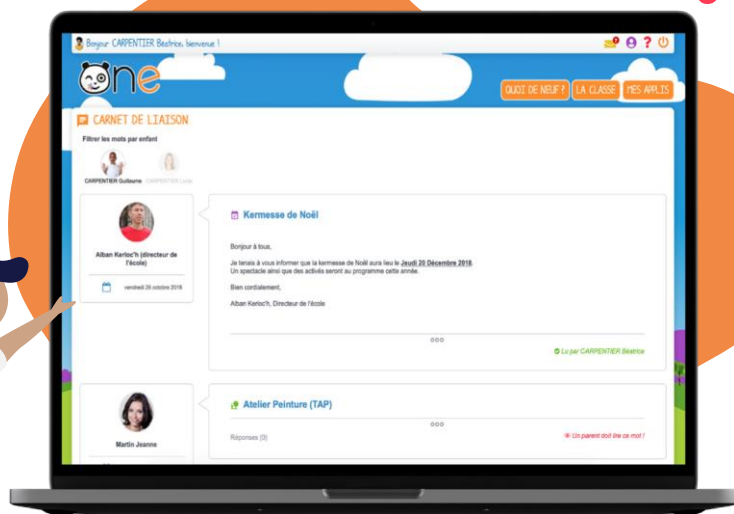 Bonjour CARPENTIER Béatrice, bienvenue !
One
QUOI DE NEUF ?
LA CLASSE
MES APPLIS
CARNET DE LIAISON
Filtrer les mots par enfant
CARPENTIER Guillaume
CARPENTIER
Alban Kerloc'h (directeur de
l'école)
vendredi 26 octobre 2018
Kermesse de Noël
Bonjour à tous,
Je tenais à vous informer que la kermesse de Noël aura lieu le Jeudi 20 Décembre 2018.
Un spectacle ainsi que des activés seront au programme cette année.
Bien cordialement,
Alban Kerloc'h, Directeur de l'école
Lu par CARPENTIER Béatrice
Martin Jeanne
Atelier Peinture (TAP)
Réponses (0)
Un parent doit lire ce mot !